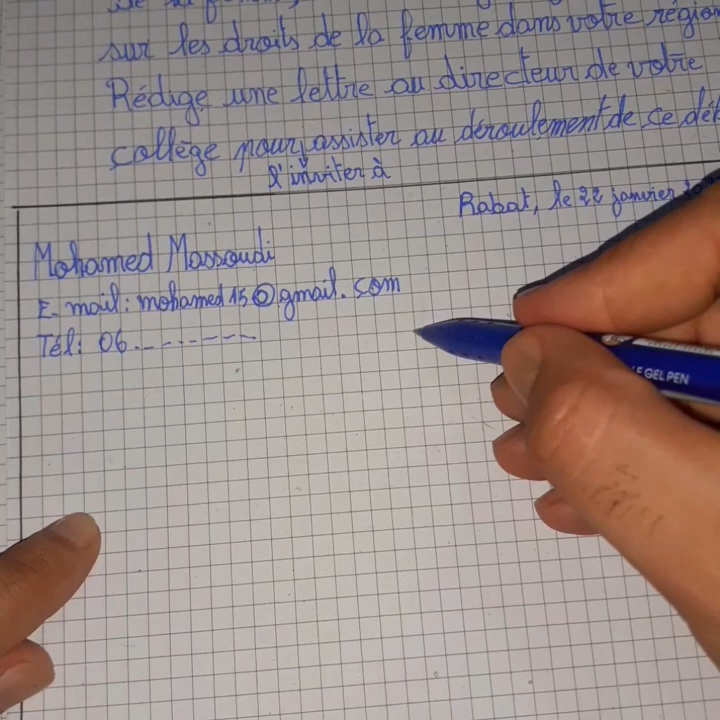 sur les droits de la femme dans votre région
Rédige une lettre au directeur de votre
collège pour assister au déroulement de ce dé
l'inviter à
Rabat, le 22 janvier
Mohamed Massoudi
E. mail: mohamed15@gmail.com
Tél: 06.--------
GEL PEN